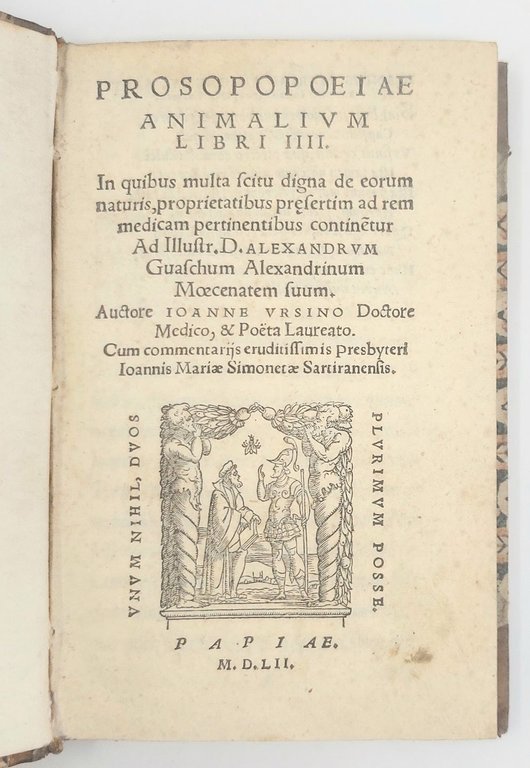 PROSOPOPOEIAE
ANIMALIVM
LIBRI IIII.
In quibus multa ſcitu digna de eorum
naturis, proprietatibus pręſertim ad rem
medicam pertinentibus continẽtur
Ad Illuſtr. D. ALEXANDRVM
Guaſchum Alexandrinum
Mœcenatem ſuum.
Auctore IOANNE VRSINO Doctore
Medico, & Poëta Laureato.
Cum commentarijs eruditiſſimis Presbyteri
Ioannis Mariæ Simonetæ Sartiranenſis.
VNVM NIHIL, DVOS
PLVRIMVM POSSE.
PAPIAE.
M. D. LII.